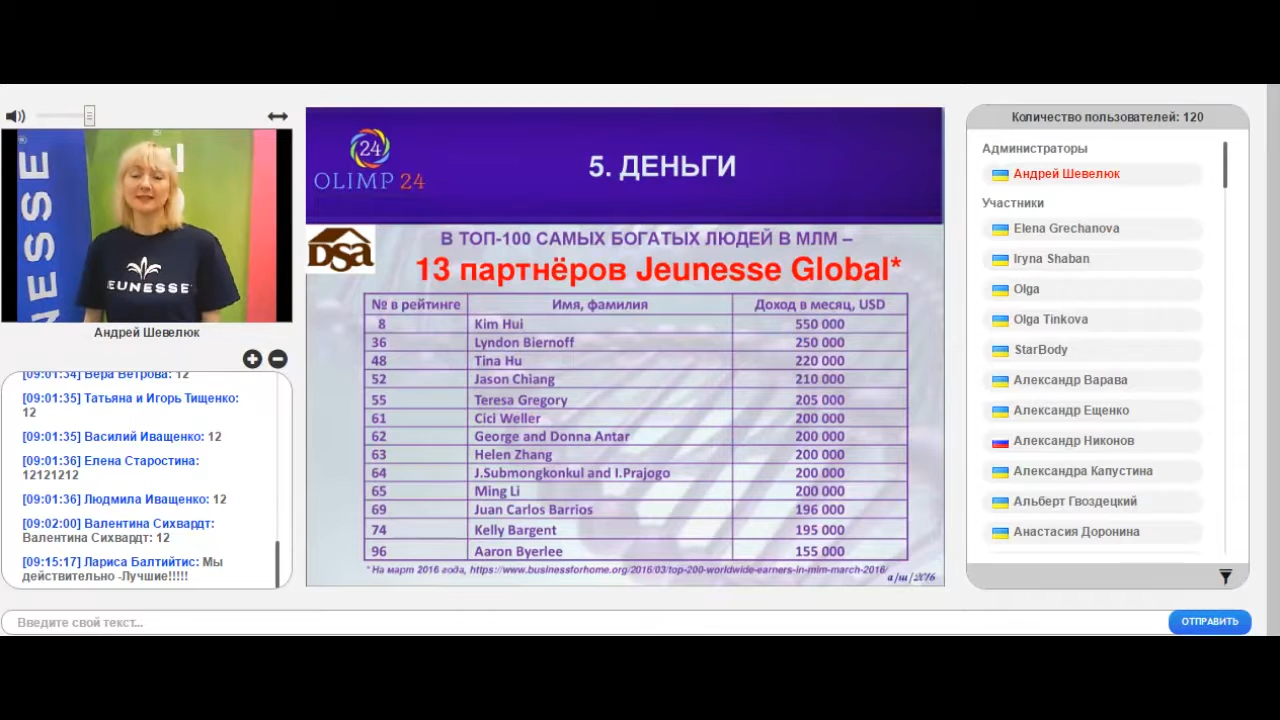 JEUNESSE
JEUNESSE
Андрей Шевелюк
[09:01:34] Вера Ветрова: 12
[09:01:35] Татьяна и Игорь Тищенко:
12
[09:01:35] Василий Иващенко: 12
[09:01:36] Елена Старостина:
12121212
[09:01:36] Людмила Иващенко: 12
[09:02:00] Валентина Сихвардт:
Валентина Сихвардт: 12
[09:15:17] Лариса Балтийтис: Мы
действительно -Лучшие!!!!!
24
OLIMP 24
5. ДЕНЬГИ
DSa
В ТОП-100 САМЫХ БОГАТЫХ ЛЮДЕЙ В МЛМ –
13 партнёров Jeunesse Global*
№ в рейтинге Имя, фамилия Доход в месяц, USD
8 Kim Hui 550 000
36 Lyndon Biernoff 250 000
48 Tina Hu 220 000
52 Jason Chiang 210 000
55 Teresa Gregory 205 000
61 Cici Weller 200 000
62 George and Donna Antar 200 000
63 Helen Zhang 200 000
64 J.Submongkonkul and I.Prajogo 200 000
65 Ming Li 200 000
69 Juan Carlos Barrios 196 000
74 Kelly Bargent 195 000
96 Aaron Byerlee 155 000
* На март 2016 года, https://www.businessforhome.org/2016/03/top-200-worldwide-earners-in-mlm-march-2016/
а/ш/2016
Количество пользователей: 120
Администраторы
Андрей Шевелюк
Участники
Elena Grechanova
Iryna Shaban
Olga
Olga Tinkova
StarBody
Александр Варава
Александр Ещенко
Александр Никонов
Александра Капустина
Альберт Гвоздецкий
Анастасия Доронина
Введите свой текст...
ОТПРАВИТЬ